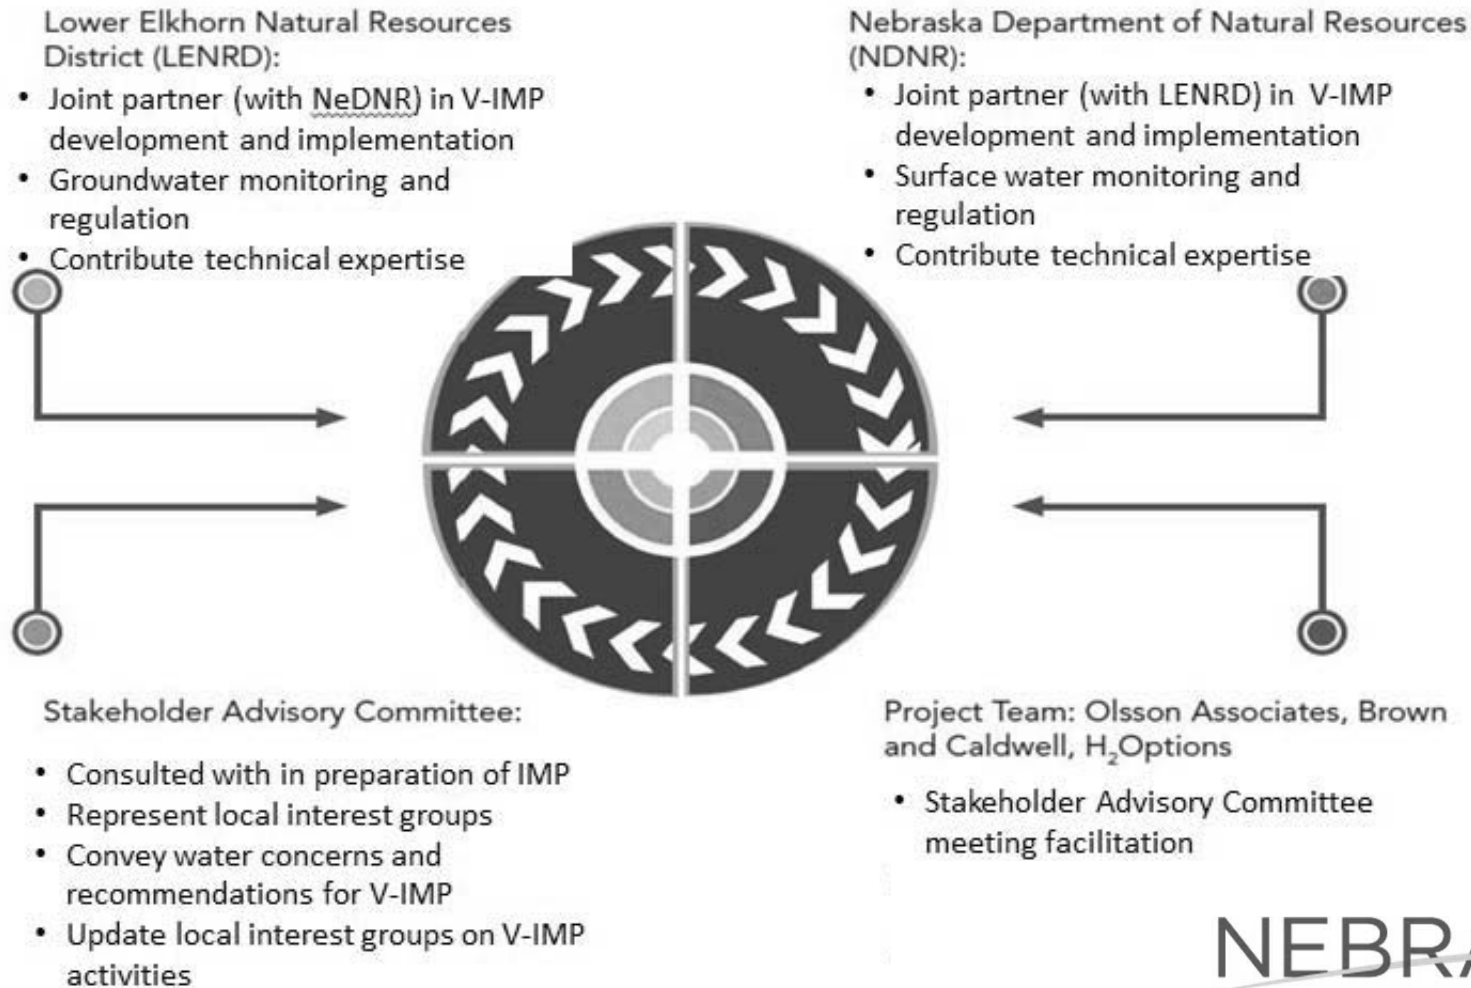 Lower Elkhorn Natural Resources
District (LENRD):
• Joint partner (with NeDNR) in V-IMP
development and implementation
• Groundwater monitoring and
regulation
• Contribute technical expertise
Nebraska Department of Natural Resources
(NDNR):
• Joint partner (with LENRD) in V-IMP
development and implementation
• Surface water monitoring and
regulation
• Contribute technical expertise
Stakeholder Advisory Committee:
• Consulted with in preparation of IMP
• Represent local interest groups
• Convey water concerns and
recommendations for V-IMP
• Update local interest groups on V-IMP
activities
Project Team: Olsson Associates, Brown
and Caldwell, H₂Options
• Stakeholder Advisory Committee
meeting facilitation